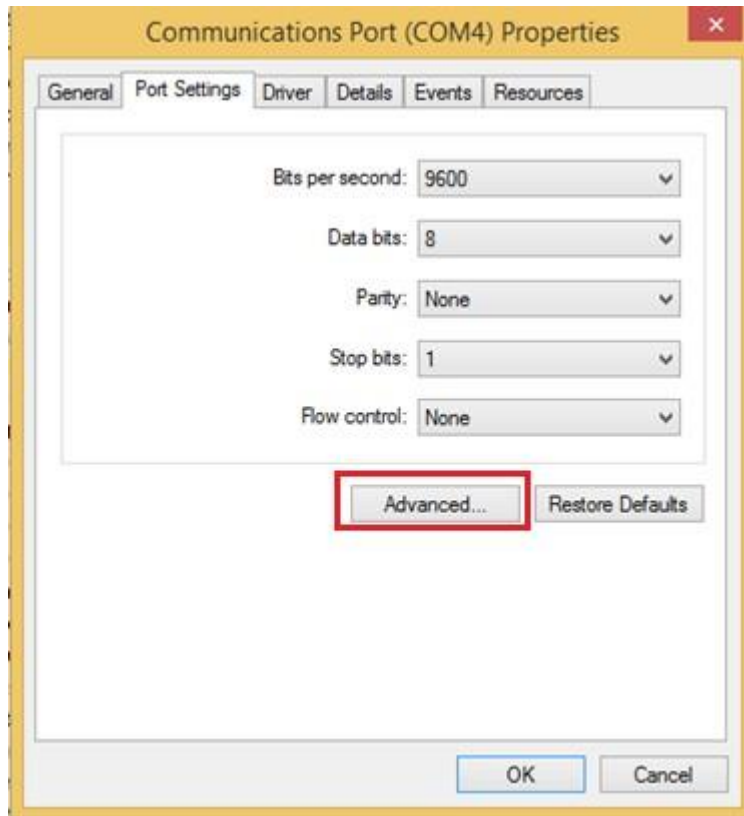 Communications Port (COM4) Properties
General Port Settings Driver Details Events Resources
Bits per second: 9600
Data bits: 8
Parity: None
Stop bits: 1
Flow control: None
Advanced... Restore Defaults
OK Cancel